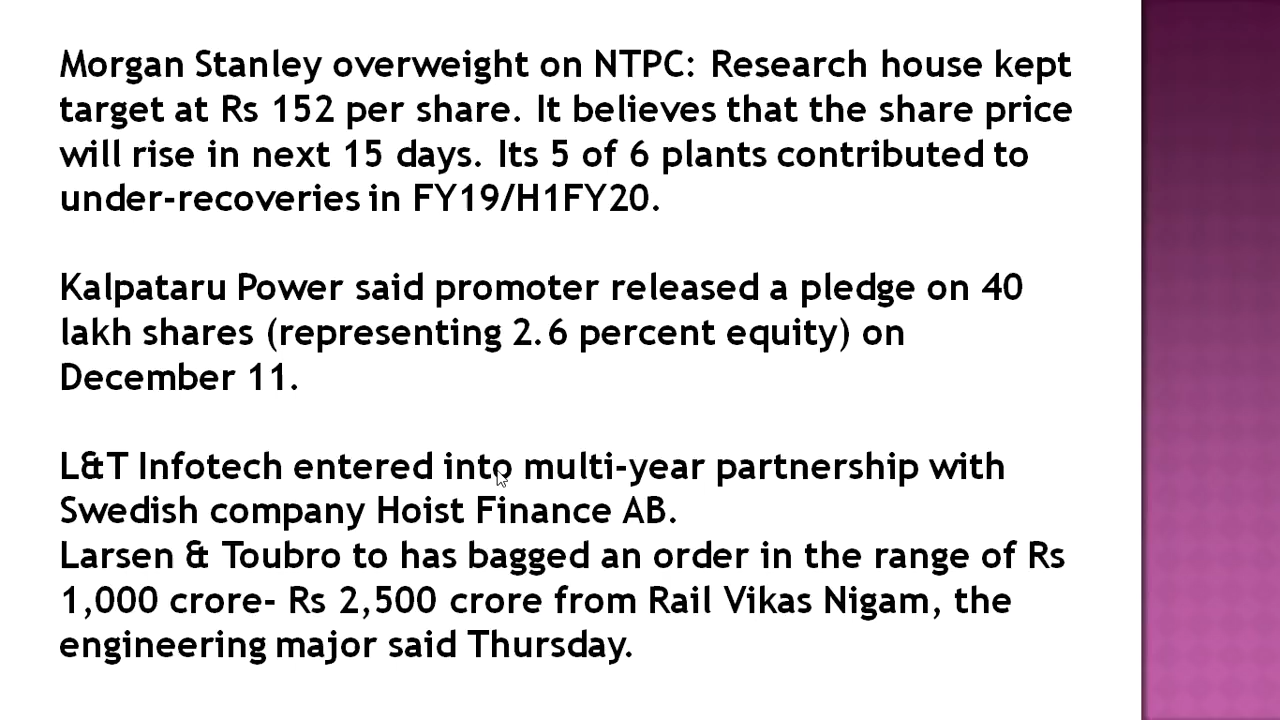 Morgan Stanley overweight on NTPC: Research house kept
target at Rs 152 per share. It believes that the share price
will rise in next 15 days. Its 5 of 6 plants contributed to
under-recoveries in FY19/H1FY20.
Kalpataru Power said promoter released a pledge on 40
lakh shares (representing 2.6 percent equity) on
December 11.
L&T Infotech entered into multi-year partnership with
Swedish company Hoist Finance AB.
Larsen & Toubro to has bagged an order in the range of Rs
1,000 crore- Rs 2,500 crore from Rail Vikas Nigam, the
engineering major said Thursday.